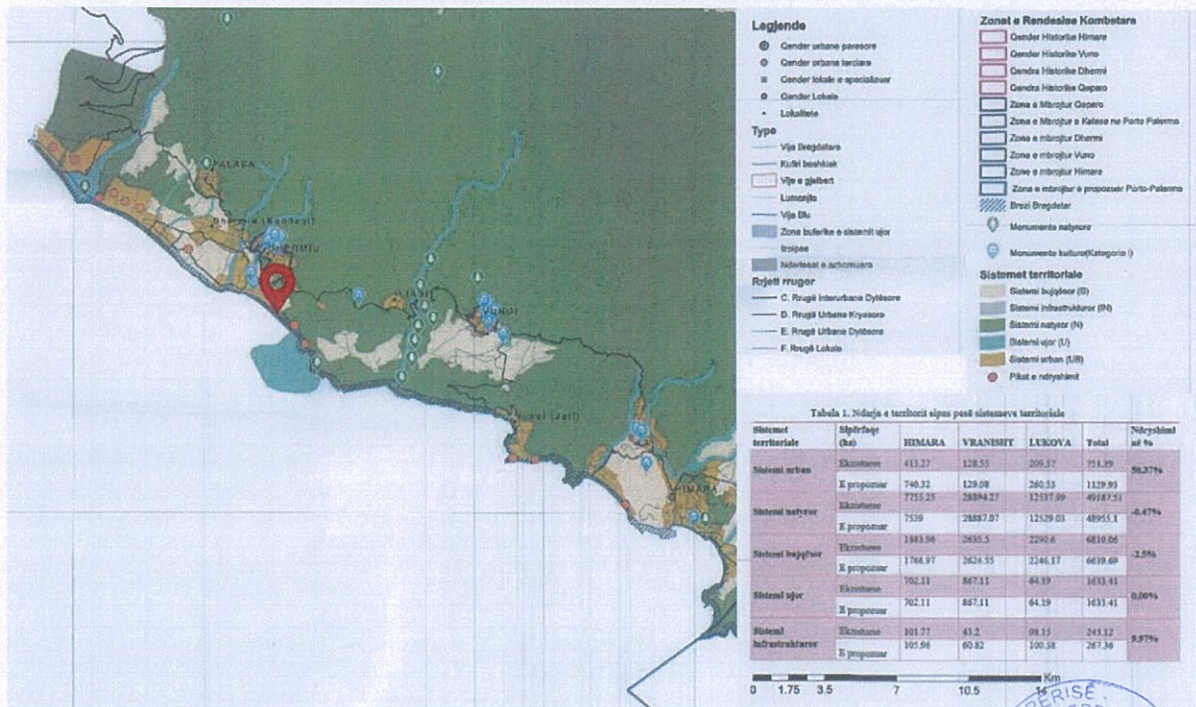 PALASA
Dhermiu (Kondraqi)
DHERMIU
ILIAS
VUNOI
Vunoi (Jali)
HIMARA
Legjende
Qender urbane paresore
Qender urbane terciare
Qender lokale e specializuar
Qender Lokale
Lokalitete
Type
Vija Bregdetare
Kufiri bashkiak
Vije e gjelbert
Lumenjte
Vija Blu
Zona buferike e sistemit ujor
Izoipse
Nderteset e azhornuara
Rrjeti rrugor
C. Rrugë Interurbane Dytësore
D. Rrugë Urbane Kryesore
E. Rrugë Urbane Dytësore
F. Rrugë Lokale
Zonat e Rendesise Kombetare
Qender Historike Himare
Qender Historike Vuno
Qendra Historike Dhermi
Qendra Historike Qeparo
Zona e Mbrojtur Qeparo
Zona e Mbrojtur e Kalase ne Porto Palermo
Zona e mbrojtur Dhermi
Zone e mbrojtur Vuno
Zone e mbrojtur Himare
Zona e mbrojtur e propozuar Porto-Palermo
Brezi Bregdetar
Monumente natyrore
Monumente kulture(Kategoria I)
Sistemet territoriale
Sistemi bujqësor (B)
Sistemi infrastrukturor (IN)
Sistemi natyror (N)
Sistemi ujor (U)
Sistemi urban (UB)
Pikat e ndryshimit
Tabela 1. Ndarja e territorit sipas pesë sistemeve territoriale
Sistemet territoriale Sipërfaqe (ha) HIMARA VRANISHT LUKOVA Total Ndryshimi në %
Sistemi urban Ekzistuese 413.27 128.55 209.57 751.39 50.37%
E propozuar 740.32 129.08 260.53 1129.93
Sistemi natyror Ekzistuese 7755.25 28894.27 12537.99 49187.51 -0.47%
E propozuar 7539 28887.07 12529.03 48955.1
Sistemi bujqësor Ekzistuese 1883.96 2635.5 2290.6 6810.06 -2.5%
E propozuar 1768.97 2624.55 2246.17 6639.69
Sistemi ujor Ekzistuese 702.11 867.11 64.19 1633.41 0.00%
E propozuar 702.11 867.11 64.19 1633.41
Sistemi infrastrukturor Ekzistuese 101.77 43.2 98.15 243.12 9.97%
E propozuar 105.96 60.82 100.58 267.36
Km
0 1.75 3.5 7 10.5 14